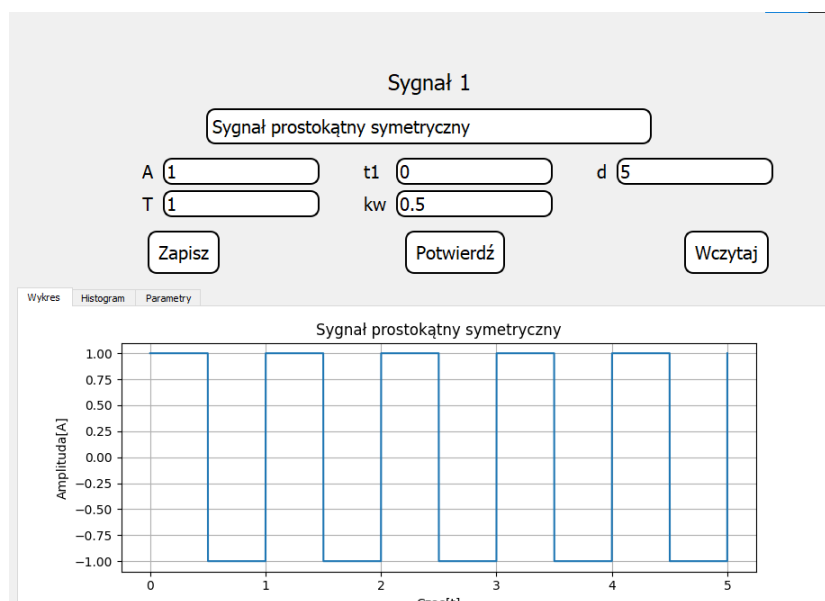 Sygnał 1
Sygnał prostokątny symetryczny
A 1 t1 0 d 5
T 1 kw 0.5
Zapisz Potwierdź Wczytaj
Wykres Histogram Parametry
Sygnał prostokątny symetryczny
1.00
0.75
0.50
0.25
0.00
−0.25
−0.50
−0.75
−1.00
Amplituda[A]
0 1 2 3 4 5
Czas[t]